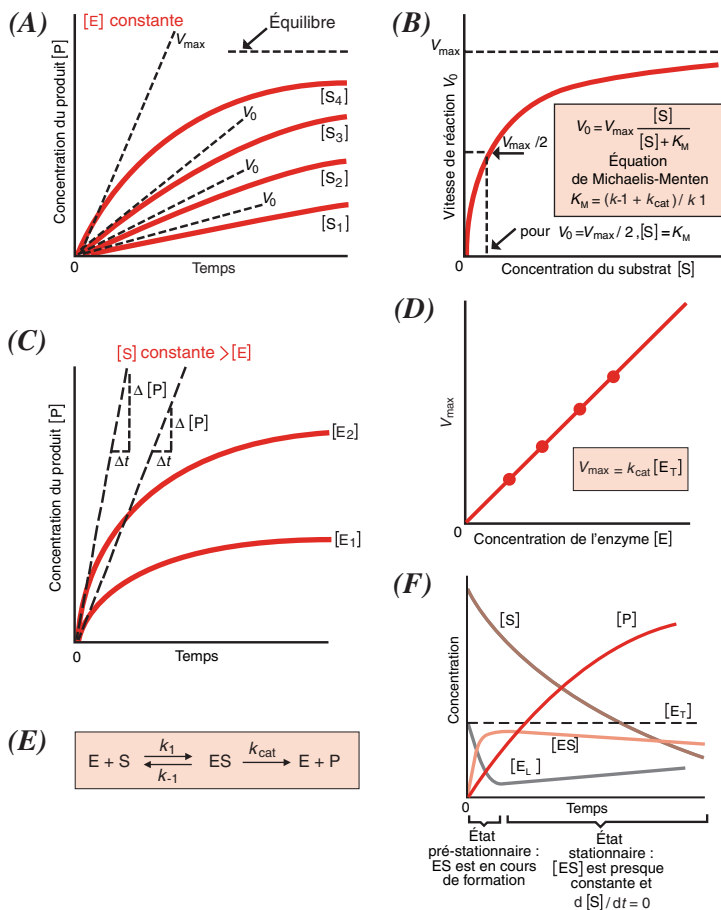 (A)
[E] constante
Concentration du produit [P]
Vmax
Équilibre
[S4]
V0
[S3]
V0
[S2]
V0
[S1]
0
Temps
(B)
Vmax
Vitesse de réaction V0
V0 = Vmax [S] / [S] + KM
Équation
de Michaelis-Menten
KM = (k-1 + kcat) / k 1
Vmax /2
pour V0 = Vmax / 2, [S] = KM
0
Concentration du substrat [S]
(C)
[S] constante > [E]
Concentration du produit [P]
Δ [P]
Δ [P]
Δt
Δt
[E2]
[E1]
0
Temps
(D)
Vmax
Vmax = kcat [ET]
0
Concentration de l'enzyme [E]
(E)
E + S k1 k-1 ES kcat E + P
(F)
Concentration
[S]
[P]
[ET]
[ES]
[EL]
0
Temps
État
pré-stationnaire :
ES est en cours
de formation
État
stationnaire :
[ES] est presque
constante et
d [S] / dt = 0